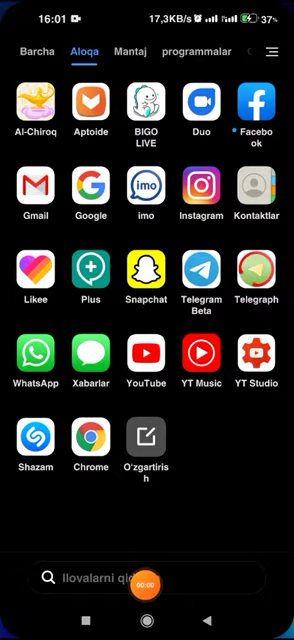 16:01 17,3KB/s 37%
Barcha Aloqa Mantaj programmalar
Al-Chiroq Aptoide BIGO LIVE Duo Facebook
Gmail Google imo Instagram Kontaktlar
Likee Plus Snapchat Telegram Beta Telegraph
WhatsApp Xabarlar YouTube YT Music YT Studio
Shazam Chrome O'zgartirish
Ilovalarni
00:00